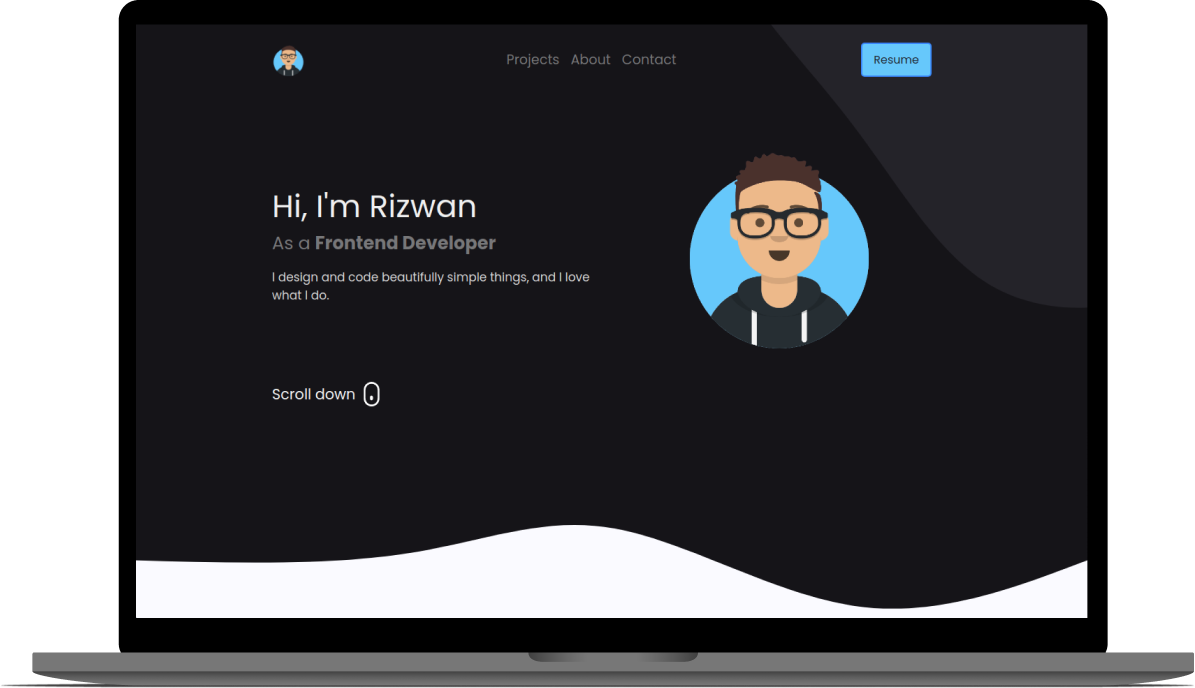 Projects About Contact
Resume
Hi, I'm Rizwan
As a Frontend Developer
I design and code beautifully simple things, and I love
what I do.
Scroll down